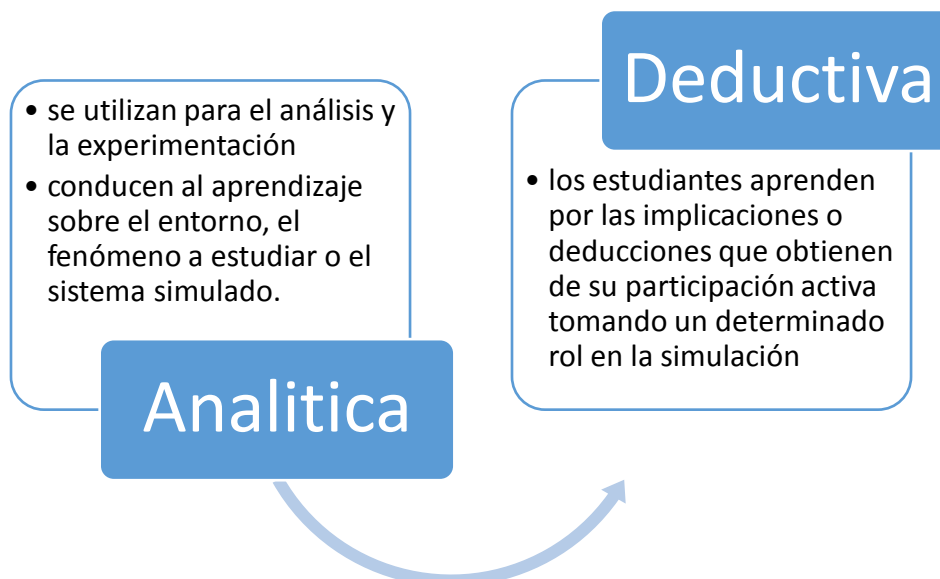 • se utilizan para el análisis y
la experimentación
• conducen al aprendizaje
sobre el entorno, el
fenómeno a estudiar o el
sistema simulado.
Analitica
Deductiva
• los estudiantes aprenden
por las implicaciones o
deducciones que obtienen
de su participación activa
tomando un determinado
rol en la simulación